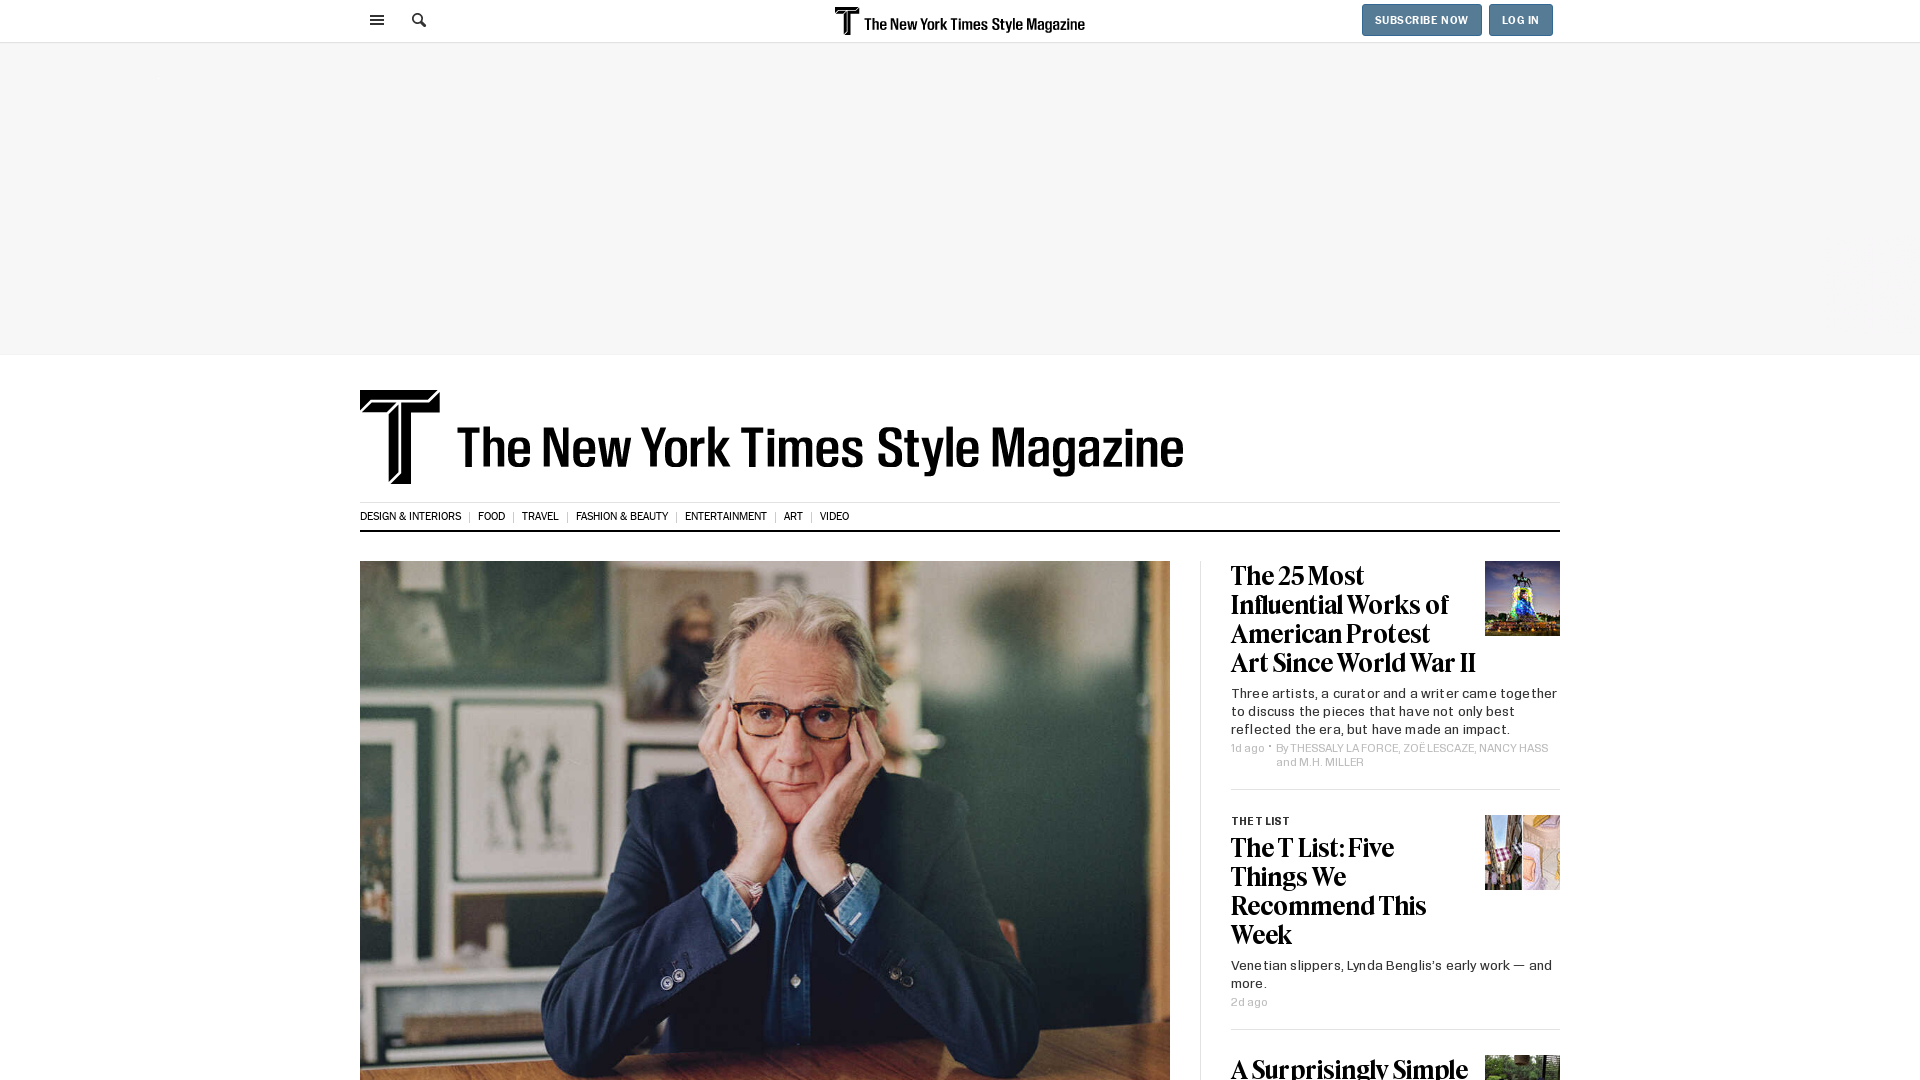 The New York Times Style Magazine
SUBSCRIBE NOW
LOG IN
The New York Times Style Magazine
DESIGN & INTERIORS
FOOD
TRAVEL
FASHION & BEAUTY
ENTERTAINMENT
ART
VIDEO
The 25 Most
Influential Works of
American Protest
Art Since World War II
Three artists, a curator and a writer came together
to discuss the pieces that have not only best
reflected the era, but have made an impact.
1d ago · By THESSALY LA FORCE, ZOË LESCAZE, NANCY HASS
and M.H. MILLER
THE T LIST
The T List: Five
Things We
Recommend This
Week
Venetian slippers, Lynda Benglis’s early work — and
more.
2d ago
A Surprisingly Simple